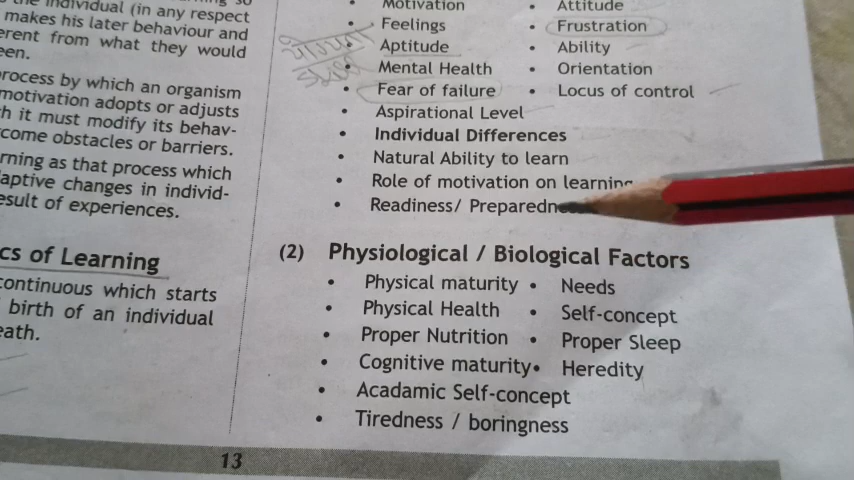 the individual (in any respect
makes his later behaviour and
erent from what they would
een.
rocess by which an organism
motivation adopts or adjusts
h it must modify its behav-
come obstacles or barriers.
rning as that process which
aptive changes in individ-
esult of experiences.
cs of Learning
continuous which starts
birth of an individual
eath.
• Motivation • Attitude
• Feelings • Frustration
• Aptitude • Ability
• Mental Health • Orientation
• Fear of failure • Locus of control
• Aspirational Level
• Individual Differences
• Natural Ability to learn
• Role of motivation on learning
• Readiness/ Preparedn
(2) Physiological / Biological Factors
• Physical maturity • Needs
• Physical Health • Self-concept
• Proper Nutrition • Proper Sleep
• Cognitive maturity • Heredity
• Acadamic Self-concept
• Tiredness / boringness
13